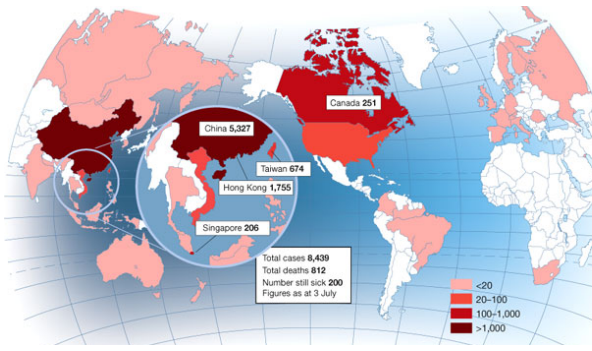 Canada 251
China 5,327
Taiwan 674
Hong Kong 1,755
Singapore 206
Total cases 8,439
Total deaths 812
Number still sick 200
Figures as at 3 July
<20
20–100
100–1,000
>1,000